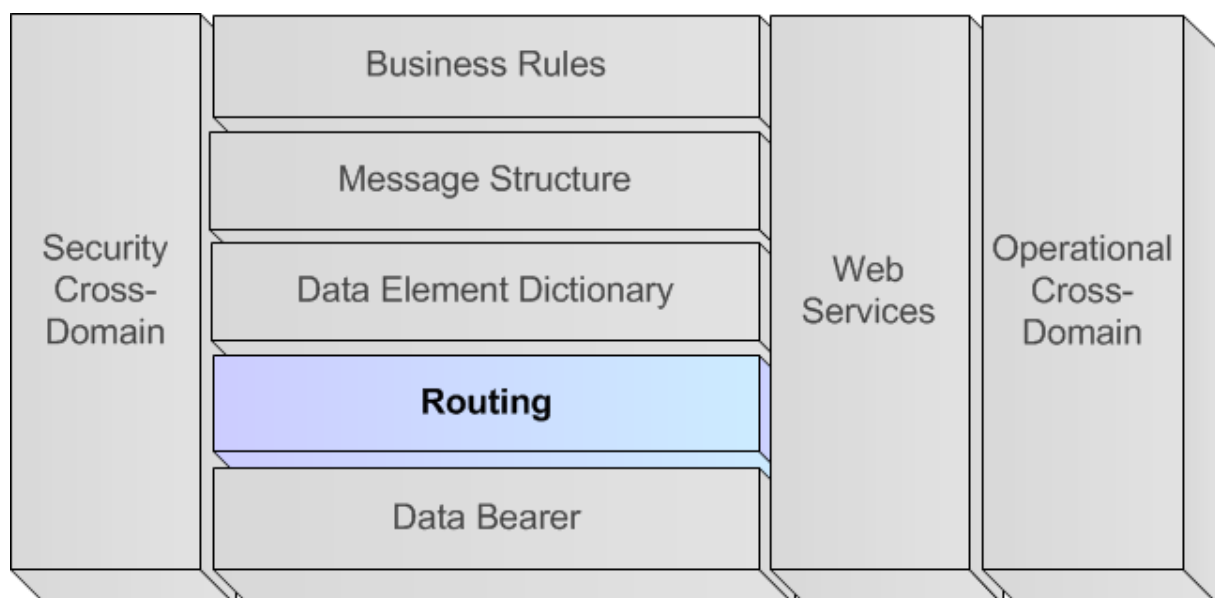 Security
Cross-
Domain
Business Rules
Message Structure
Data Element Dictionary
Routing
Data Bearer
Web
Services
Operational
Cross-
Domain